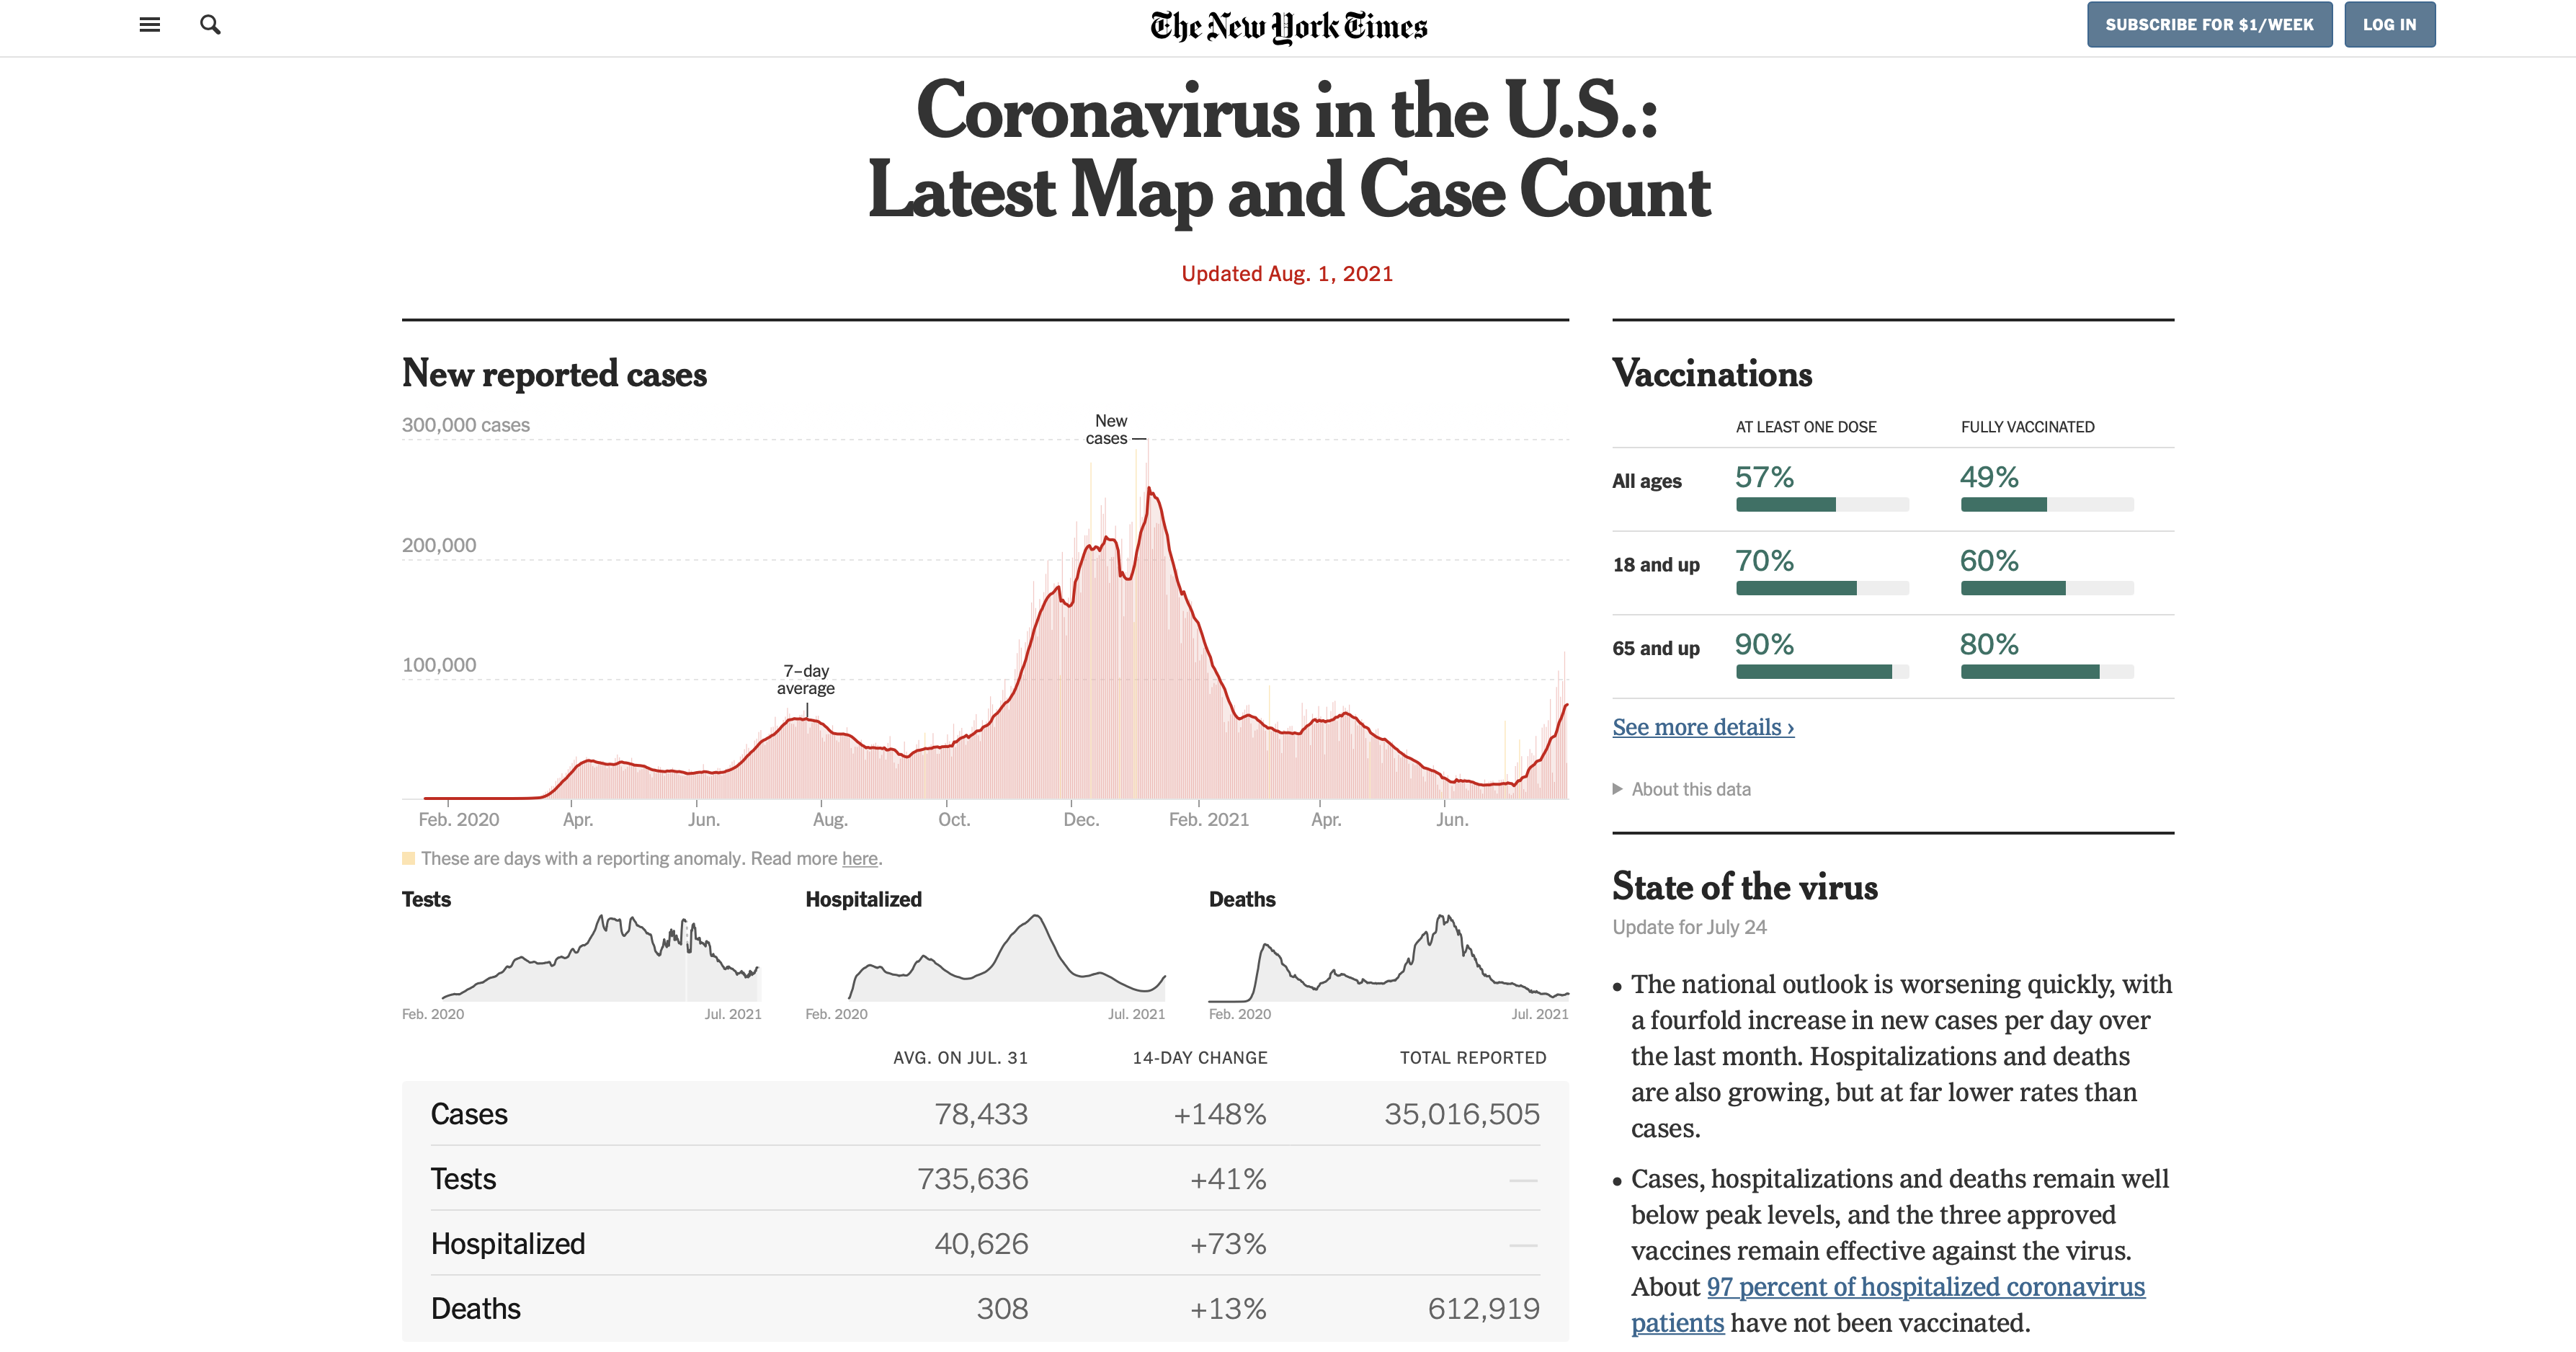 The New York Times
SUBSCRIBE FOR $1/WEEK
LOG IN
Coronavirus in the U.S.:
Latest Map and Case Count
Updated Aug. 1, 2021
New reported cases
300,000 cases
200,000
100,000
New
cases
7–day
average
Feb. 2020
Apr.
Jun.
Aug.
Oct.
Dec.
Feb. 2021
Apr.
Jun.
These are days with a reporting anomaly. Read more here.
Tests
Feb. 2020
Jul. 2021
Hospitalized
Feb. 2020
Jul. 2021
Deaths
Feb. 2020
Jul. 2021
AVG. ON JUL. 31 14-DAY CHANGE TOTAL REPORTED
Cases 78,433 +148% 35,016,505
Tests 735,636 +41% —
Hospitalized 40,626 +73% —
Deaths 308 +13% 612,919
Vaccinations
AT LEAST ONE DOSE FULLY VACCINATED
All ages 57% 49%
18 and up 70% 60%
65 and up 90% 80%
See more details ›
About this data
State of the virus
Update for July 24
• The national outlook is worsening quickly, with
a fourfold increase in new cases per day over
the last month. Hospitalizations and deaths
are also growing, but at far lower rates than
cases.
• Cases, hospitalizations and deaths remain well
below peak levels, and the three approved
vaccines remain effective against the virus.
About 97 percent of hospitalized coronavirus
patients have not been vaccinated.